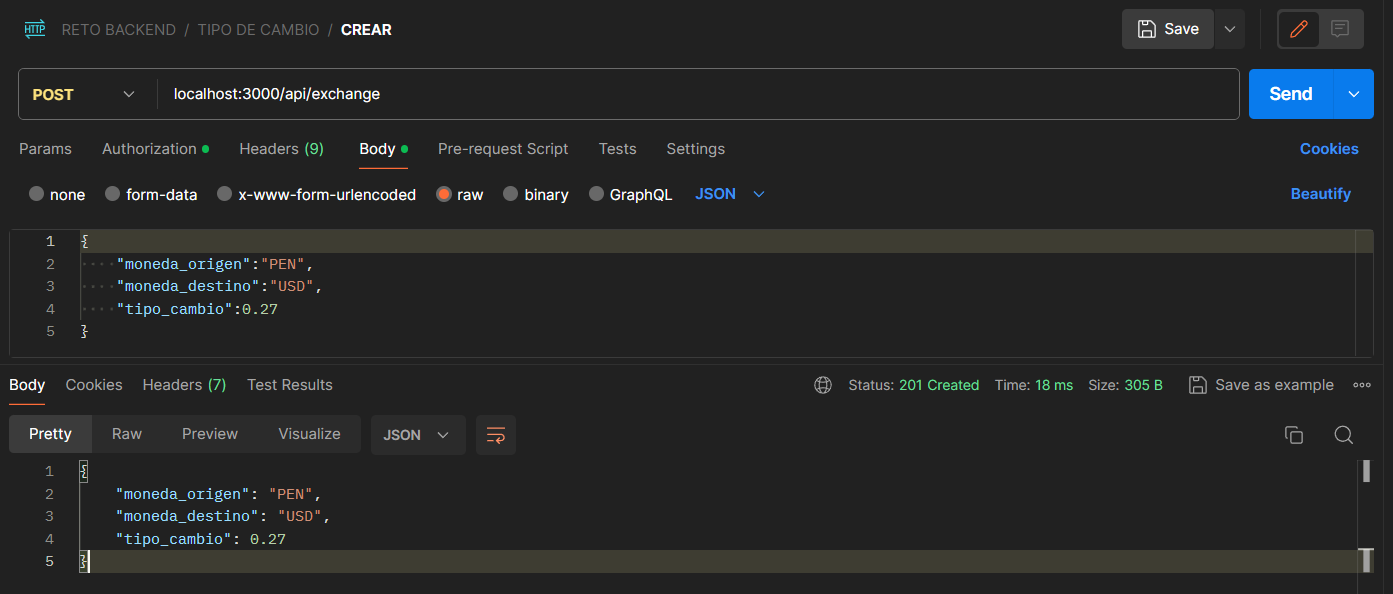 HTTP RETO BACKEND / TIPO DE CAMBIO / CREAR Save
POST localhost:3000/api/exchange Send
Params Authorization Headers (9) Body Pre-request Script Tests Settings Cookies
none form-data x-www-form-urlencoded raw binary GraphQL JSON Beautify
1 {
2 ····"moneda_origen":"PEN",
3 ····"moneda_destino":"USD",
4 ····"tipo_cambio":0.27
5 }
Body Cookies Headers (7) Test Results Status: 201 Created Time: 18 ms Size: 305 B Save as example
Pretty Raw Preview Visualize JSON
1 {
2 "moneda_origen": "PEN",
3 "moneda_destino": "USD",
4 "tipo_cambio": 0.27
5 }